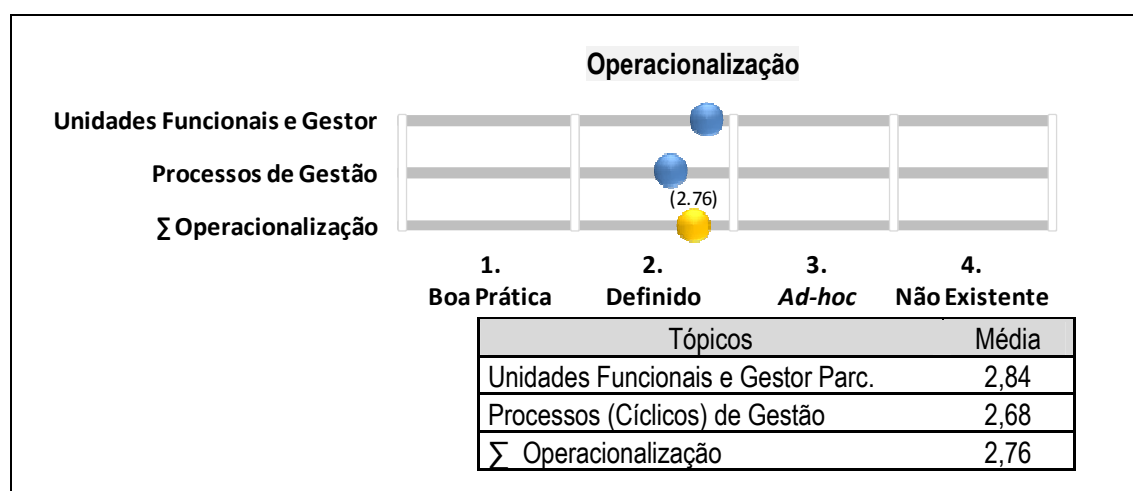 Operacionalização
Unidades Funcionais e Gestor
Processos de Gestão
(2.76)
∑ Operacionalização
1. 2. 3. 4.
Boa Prática Definido Ad-hoc Não Existente
Tópicos Média
Unidades Funcionais e Gestor Parc. 2,84
Processos (Cíclicos) de Gestão 2,68
∑ Operacionalização 2,76